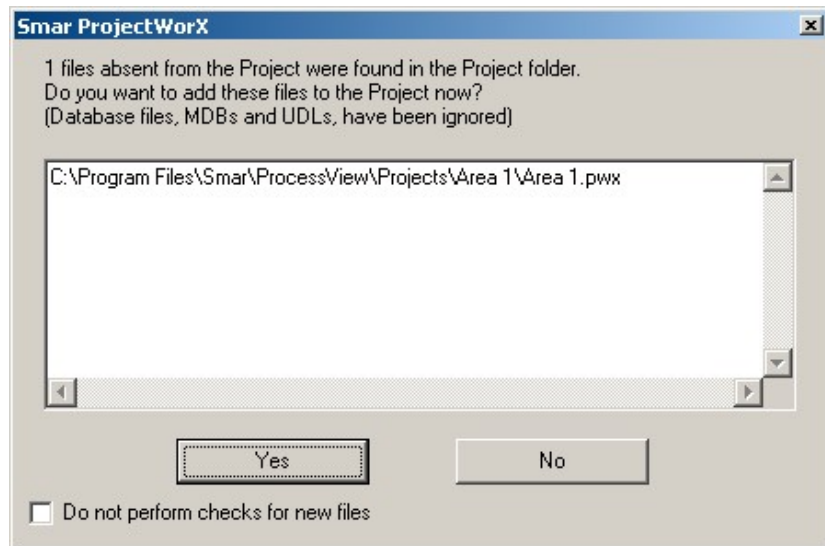 Smar ProjectWorX
1 files absent from the Project were found in the Project folder.
Do you want to add these files to the Project now?
(Database files, MDBs and UDLs, have been ignored)
C:\Program Files\Smar\ProcessView\Projects\Area 1\Area 1.pwx
Yes No
Do not perform checks for new files